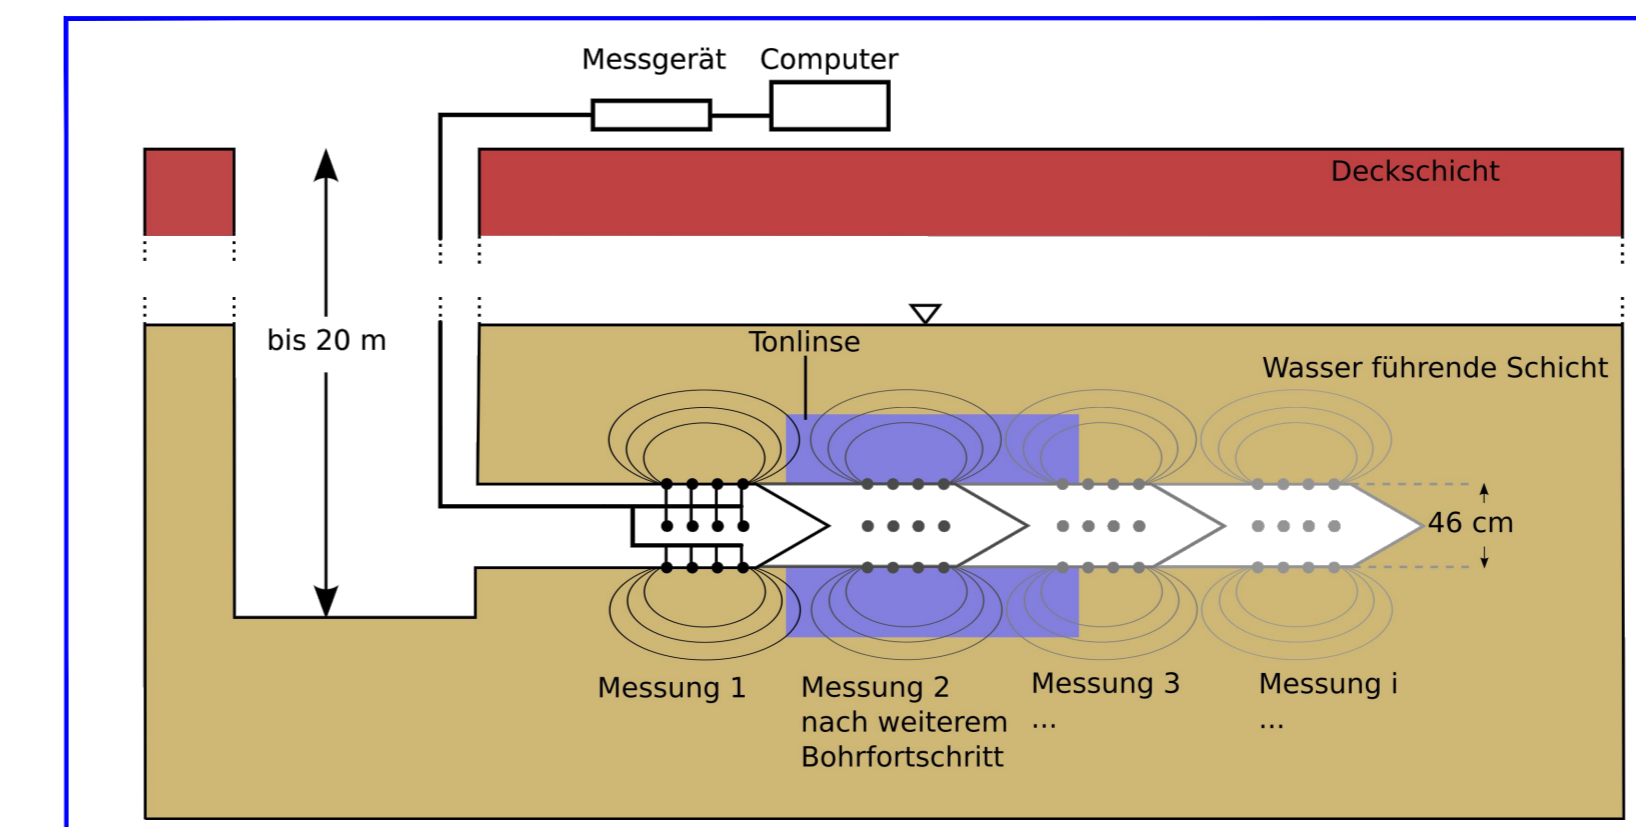 Messgerät
Computer
Deckschicht
bis 20 m
Tonlinse
Wasser führende Schicht
46 cm
Messung 1
Messung 2
nach weiterem
Bohrfortschritt
Messung 3
...
Messung i
...